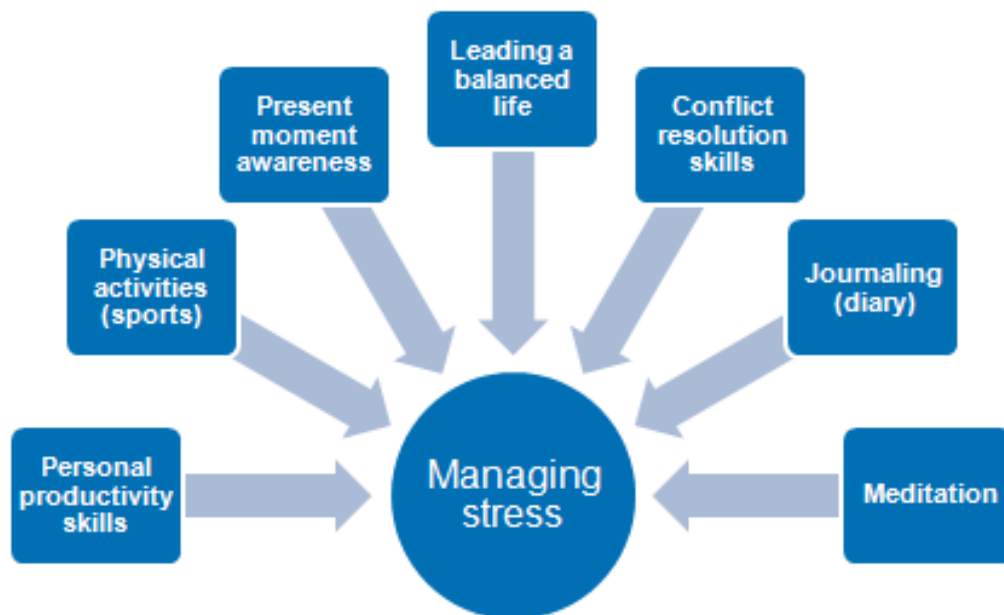 Leading a
balanced
life
Present
moment
awareness
Conflict
resolution
skills
Physical
activities
(sports)
Journaling
(diary)
Personal
productivity
skills
Managing
stress
Meditation